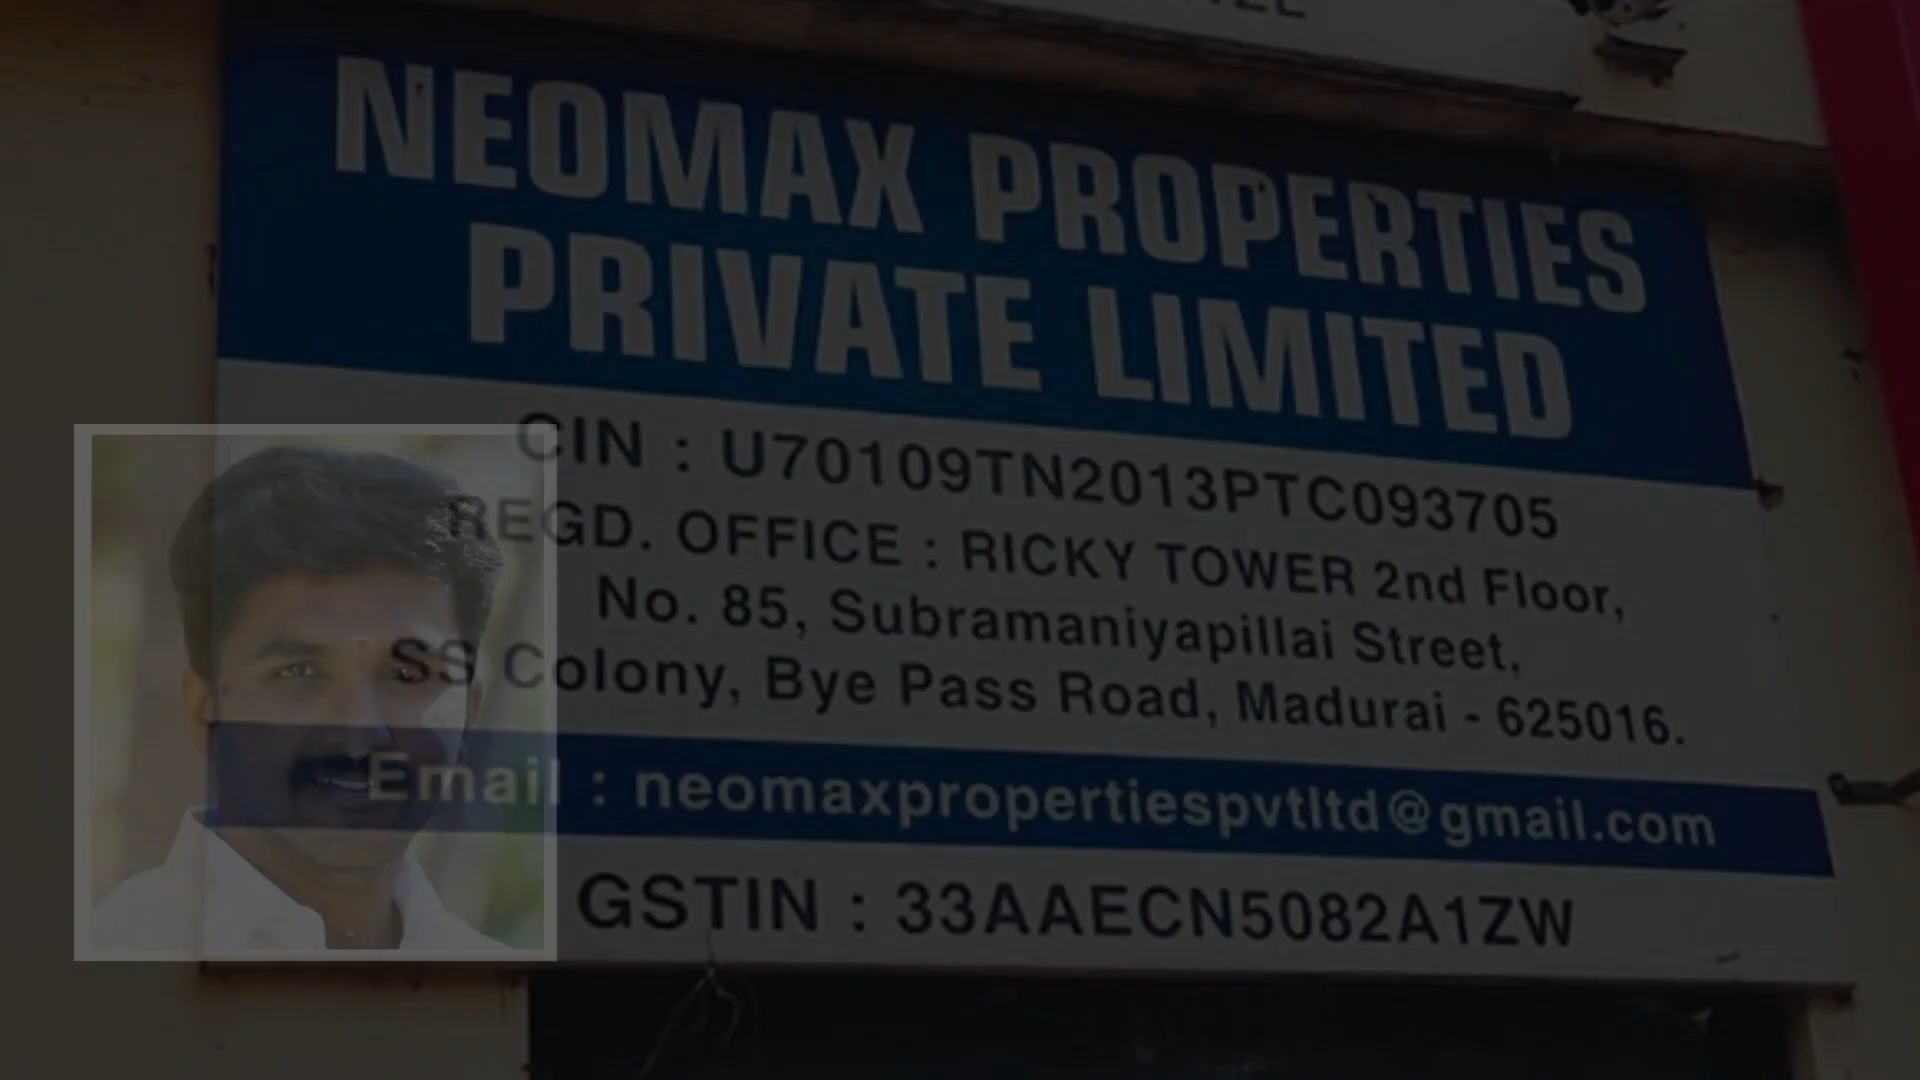 NEOMAX PROPERTIES
PRIVATE LIMITED
CIN : U70109TN2013PTC093705
REGD. OFFICE : RICKY TOWER 2nd Floor,
No. 85, Subramaniyapillai Street,
SS Colony, Bye Pass Road, Madurai - 625016.
Email : neomaxpropertiespvtltd@gmail.com
GSTIN : 33AAECN5082A1ZW